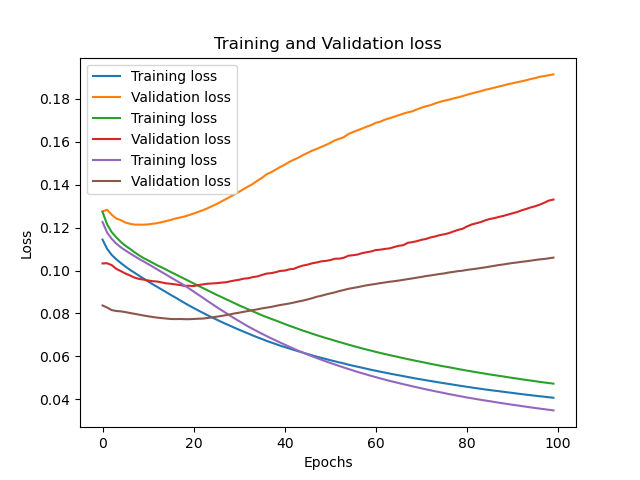 Training and Validation loss
Training loss
Validation loss
Training loss
Validation loss
Training loss
Validation loss
Loss
0.18
0.16
0.14
0.12
0.10
0.08
0.06
0.04
0 20 40 60 80 100
Epochs